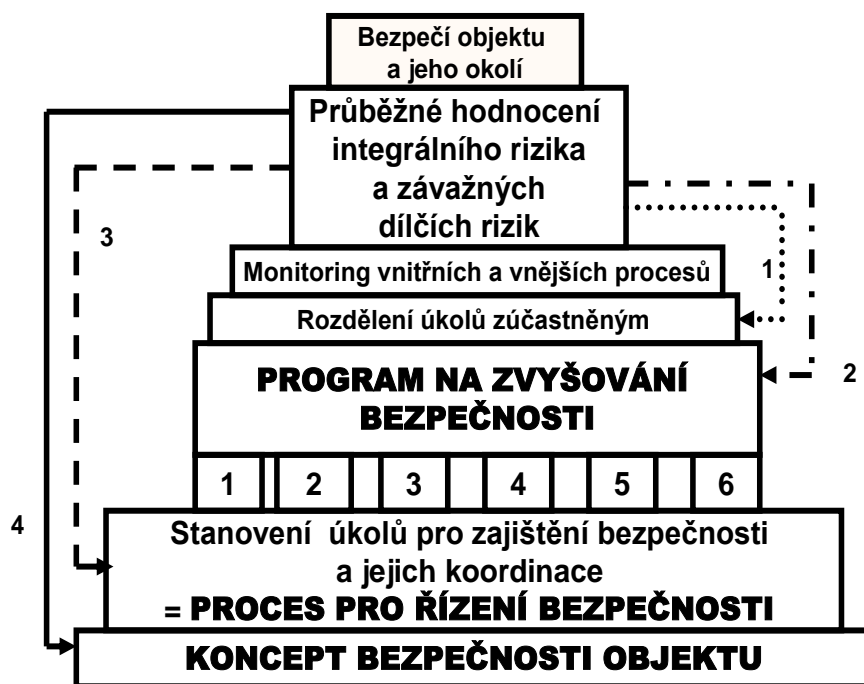 Bezpečí objektu
a jeho okolí
Průběžné hodnocení
integrálního rizika
a závažných
dílčích rizik
3
1
Monitoring vnitřních a vnějších procesů
Rozdělení úkolů zúčastněným
PROGRAM NA ZVYŠOVÁNÍ
BEZPEČNOSTI
2
1 2 3 4 5 6
4
Stanovení úkolů pro zajištění bezpečnosti
a jejich koordinace
= PROCES PRO ŘÍZENÍ BEZPEČNOSTI
KONCEPT BEZPEČNOSTI OBJEKTU